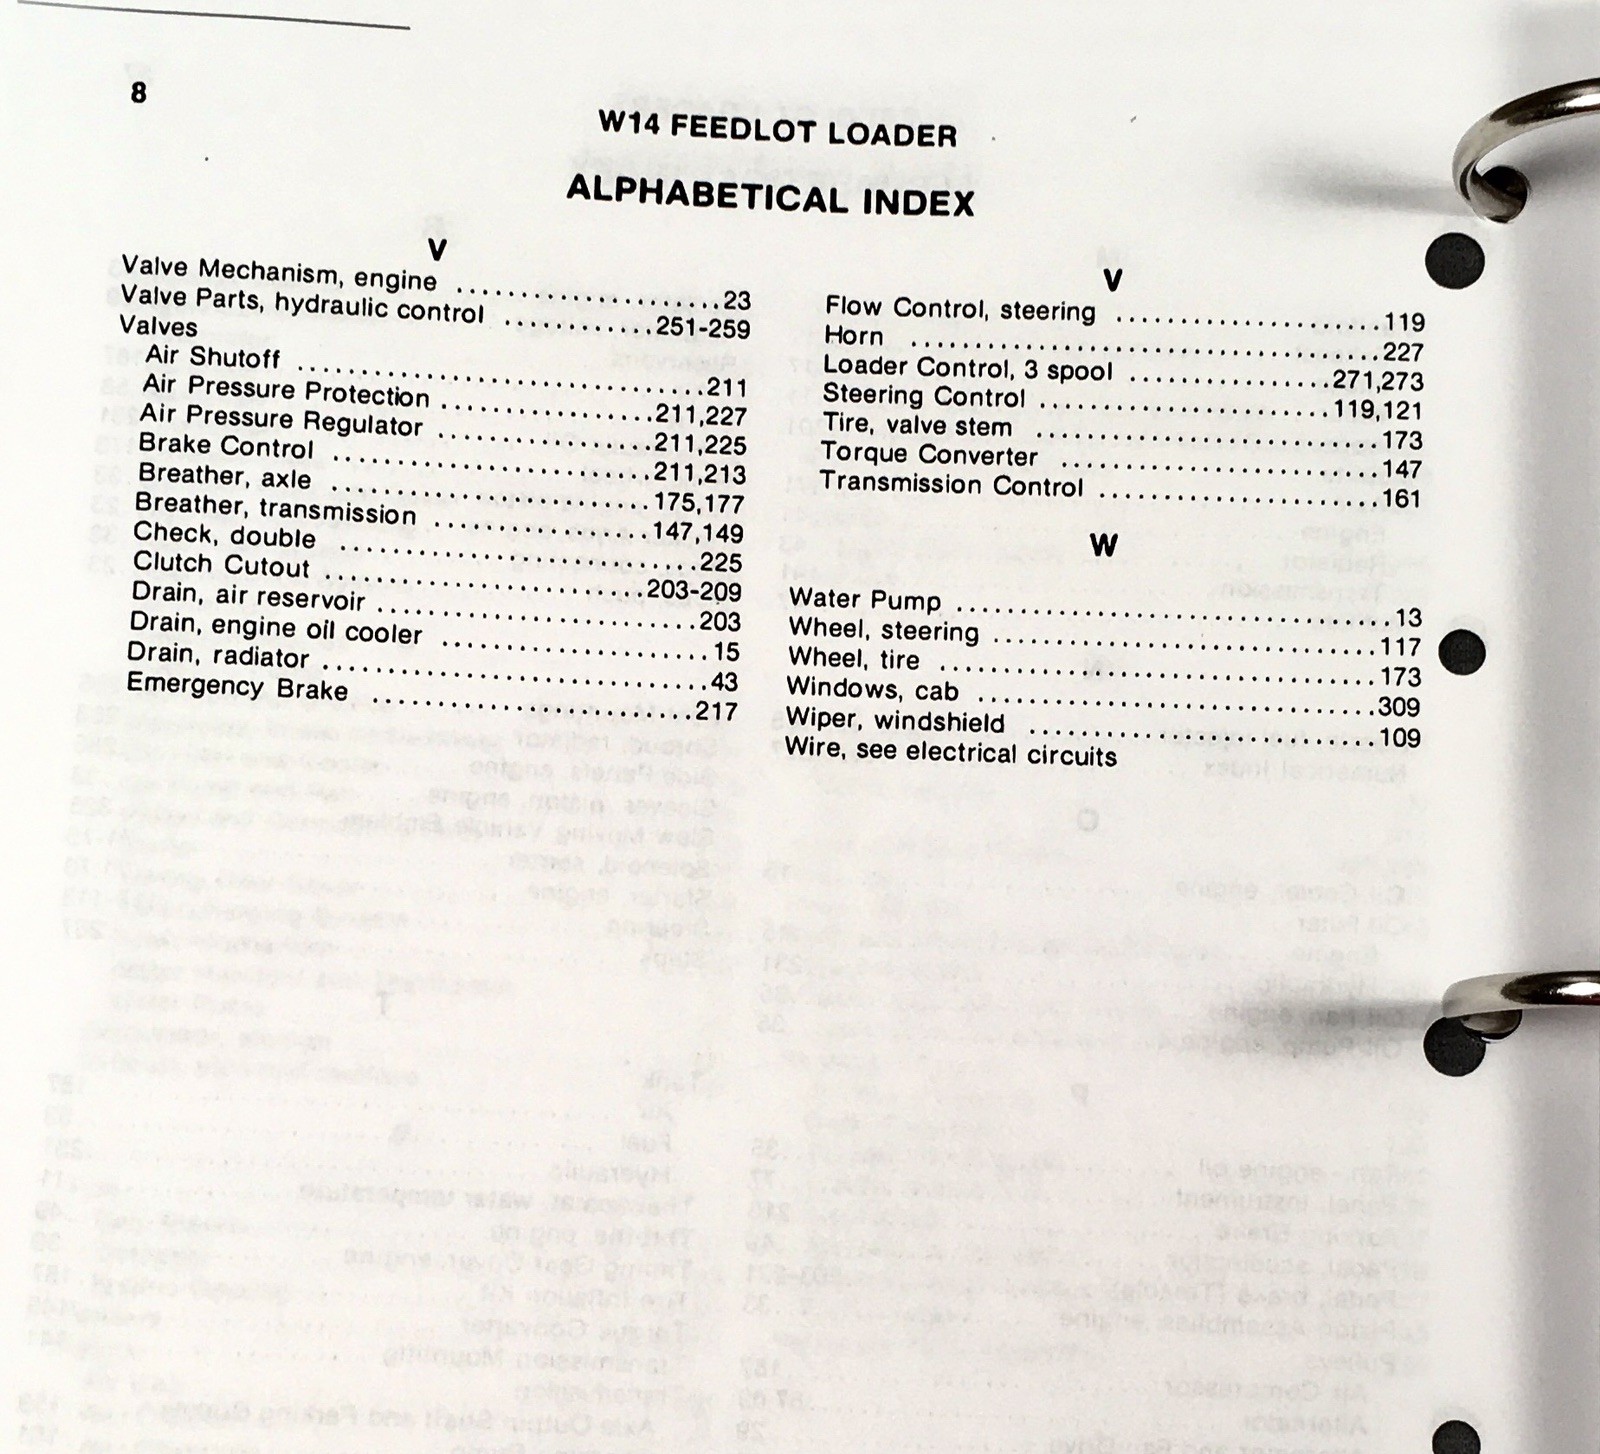 8
W14 FEEDLOT LOADER
ALPHABETICAL INDEX
V
Valve Mechanism, engine .....................23
Valve Parts, hydraulic control ............251-259
Valves
Air Shutoff ................................211
Air Pressure Protection .................211,227
Air Pressure Regulator .................211,225
Brake Control .........................211,213
Breather, axle .........................175,177
Breather, transmission .................147,149
Check, double ............................225
Clutch Cutout .........................203-209
Drain, air reservoir .........................203
Drain, engine oil cooler .....................15
Drain, radiator ..............................43
Emergency Brake .........................217
V
Flow Control, steering .....................119
Horn .....................................227
Loader Control, 3 spool ................271,273
Steering Control .......................119,121
Tire, valve stem ...........................173
Torque Converter .........................147
Transmission Control ......................161
W
Water Pump ..................................13
Wheel, steering ..............................117
Wheel, tire ..................................173
Windows, cab ...............................309
Wiper, windshield ...........................109
Wire, see electrical circuits